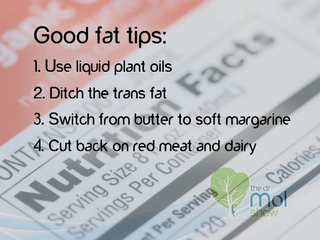 Good fat tips:
1. Use liquid plant oils
2. Ditch the trans fat
3. Switch from butter to soft margarine
4. Cut back on red meat and dairy
Nutrition Facts
Serving Size 8
Servings Per Container
Amount Per Serving
Calories
120
the dr
mol
show